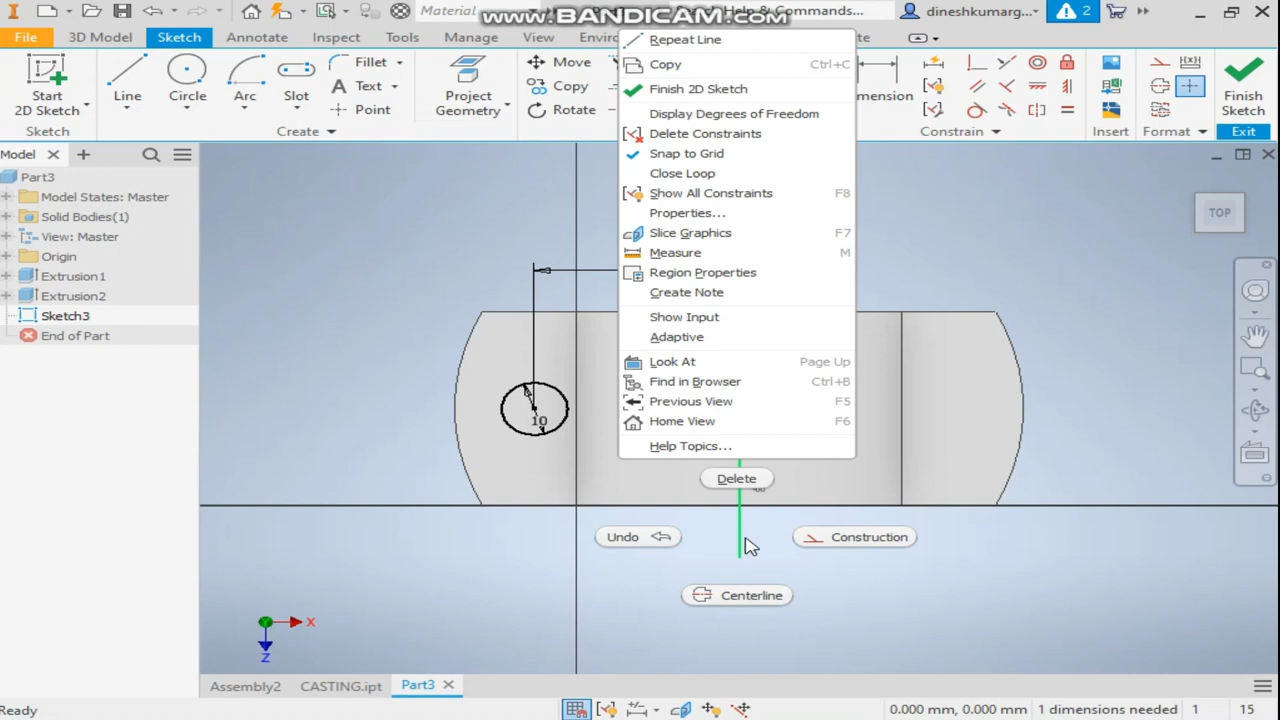 Material
www.BANDICAM.com
Search Help & Commands...
dineshkumarg...
2
File
3D Model
Sketch
Annotate
Inspect
Tools
Manage
View
Start
2D Sketch
Line
Circle
Arc
Slot
Fillet
Text
Point
Project
Geometry
Move
Copy
Rotate
Finish
Sketch
Sketch
Create
Constrain
Insert
Format
Exit
Repeat Line
Copy Ctrl+C
Finish 2D Sketch
Display Degrees of Freedom
Delete Constraints
Snap to Grid
Close Loop
Show All Constraints F8
Properties...
Slice Graphics F7
Measure M
Region Properties
Create Note
Show Input
Adaptive
Look At Page Up
Find in Browser Ctrl+B
Previous View F5
Home View F6
Help Topics...
Model
Part3
Model States: Master
Solid Bodies(1)
View: Master
Origin
Extrusion1
Extrusion2
Sketch3
End of Part
TOP
10
Delete
Undo
Construction
Centerline
X
Z
Assembly2
CASTING.ipt
Part3
Ready
0.000 mm, 0.000 mm
1 dimensions needed
1
15